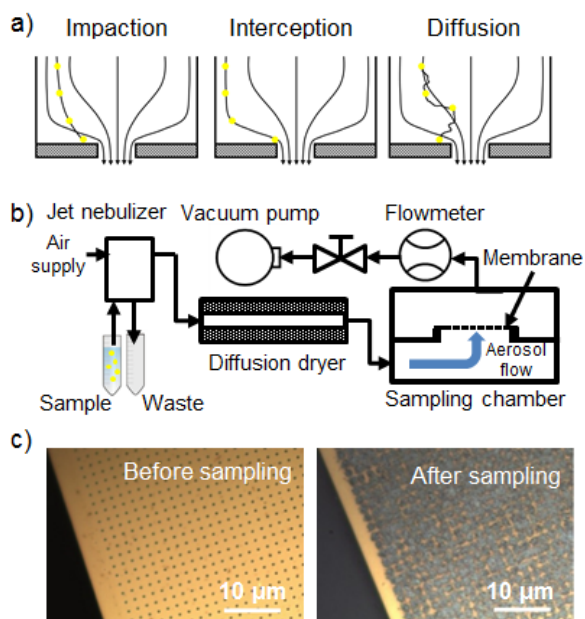 a)
Impaction
Interception
Diffusion
b)
Jet nebulizer
Vacuum pump
Flowmeter
Air
supply
Membrane
Aerosol
flow
Diffusion dryer
Sample
Waste
Sampling chamber
c)
Before sampling
After sampling
10 µm
10 µm